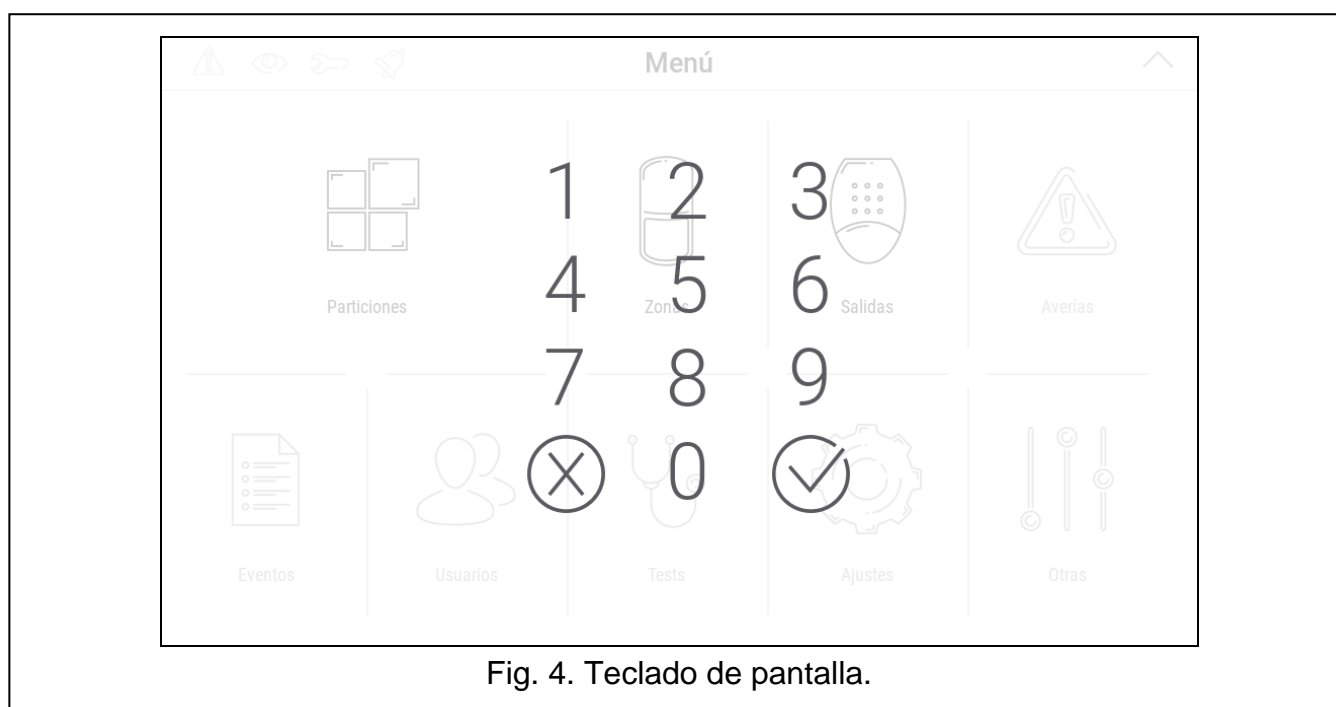 Menú
1 2 3
Particiones
4 5 6
Zonas
Salidas
Averías
7 8 9
0
Eventos
Usuarios
Tests
Ajustes
Otras
Fig. 4. Teclado de pantalla.